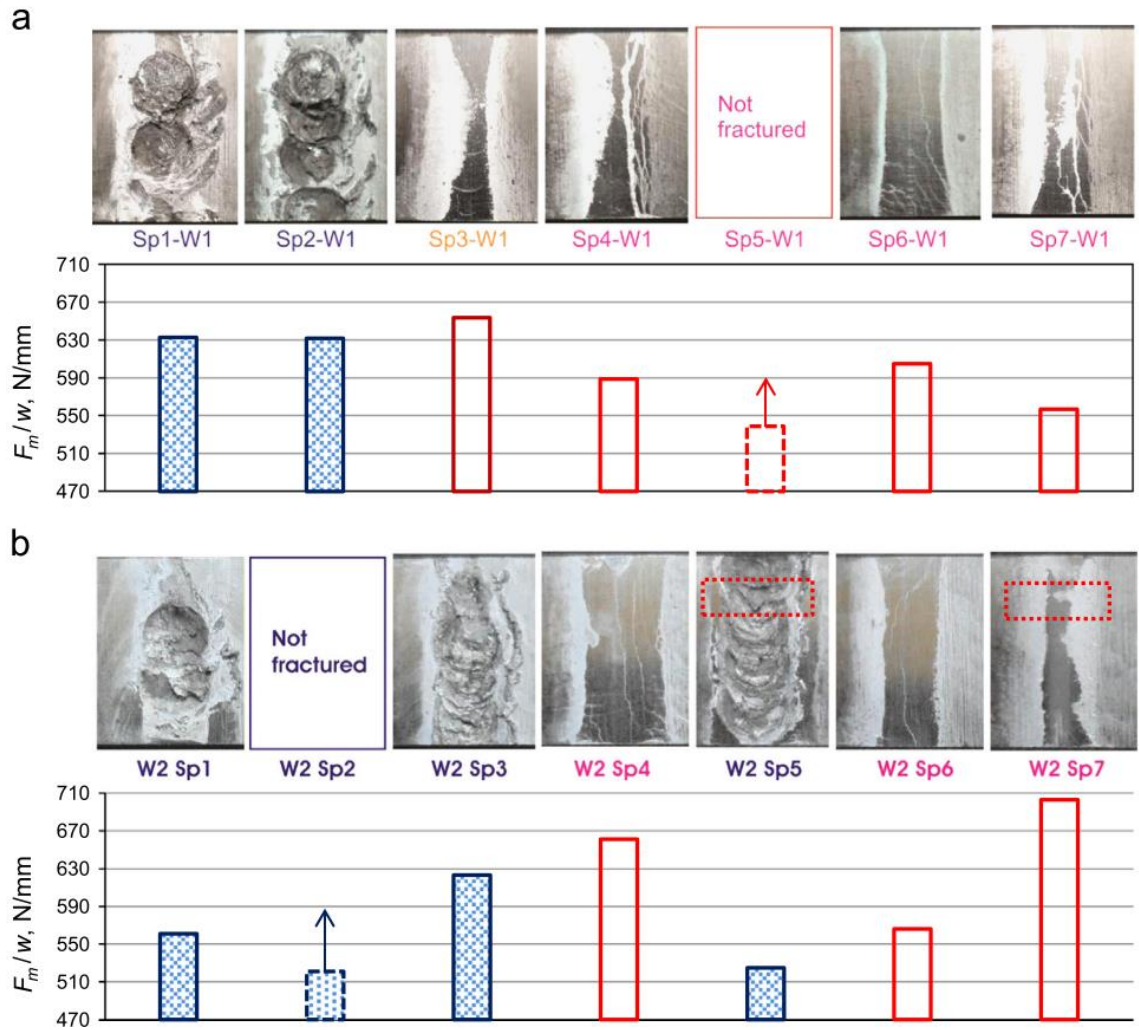 a
Not
fractured
Sp1-W1 Sp2-W1 Sp3-W1 Sp4-W1 Sp5-W1 Sp6-W1 Sp7-W1
710
670
630
590
550
510
470
Fm/w, N/mm
b
Not
fractured
W2 Sp1 W2 Sp2 W2 Sp3 W2 Sp4 W2 Sp5 W2 Sp6 W2 Sp7
710
670
630
590
550
510
470
Fm/w, N/mm